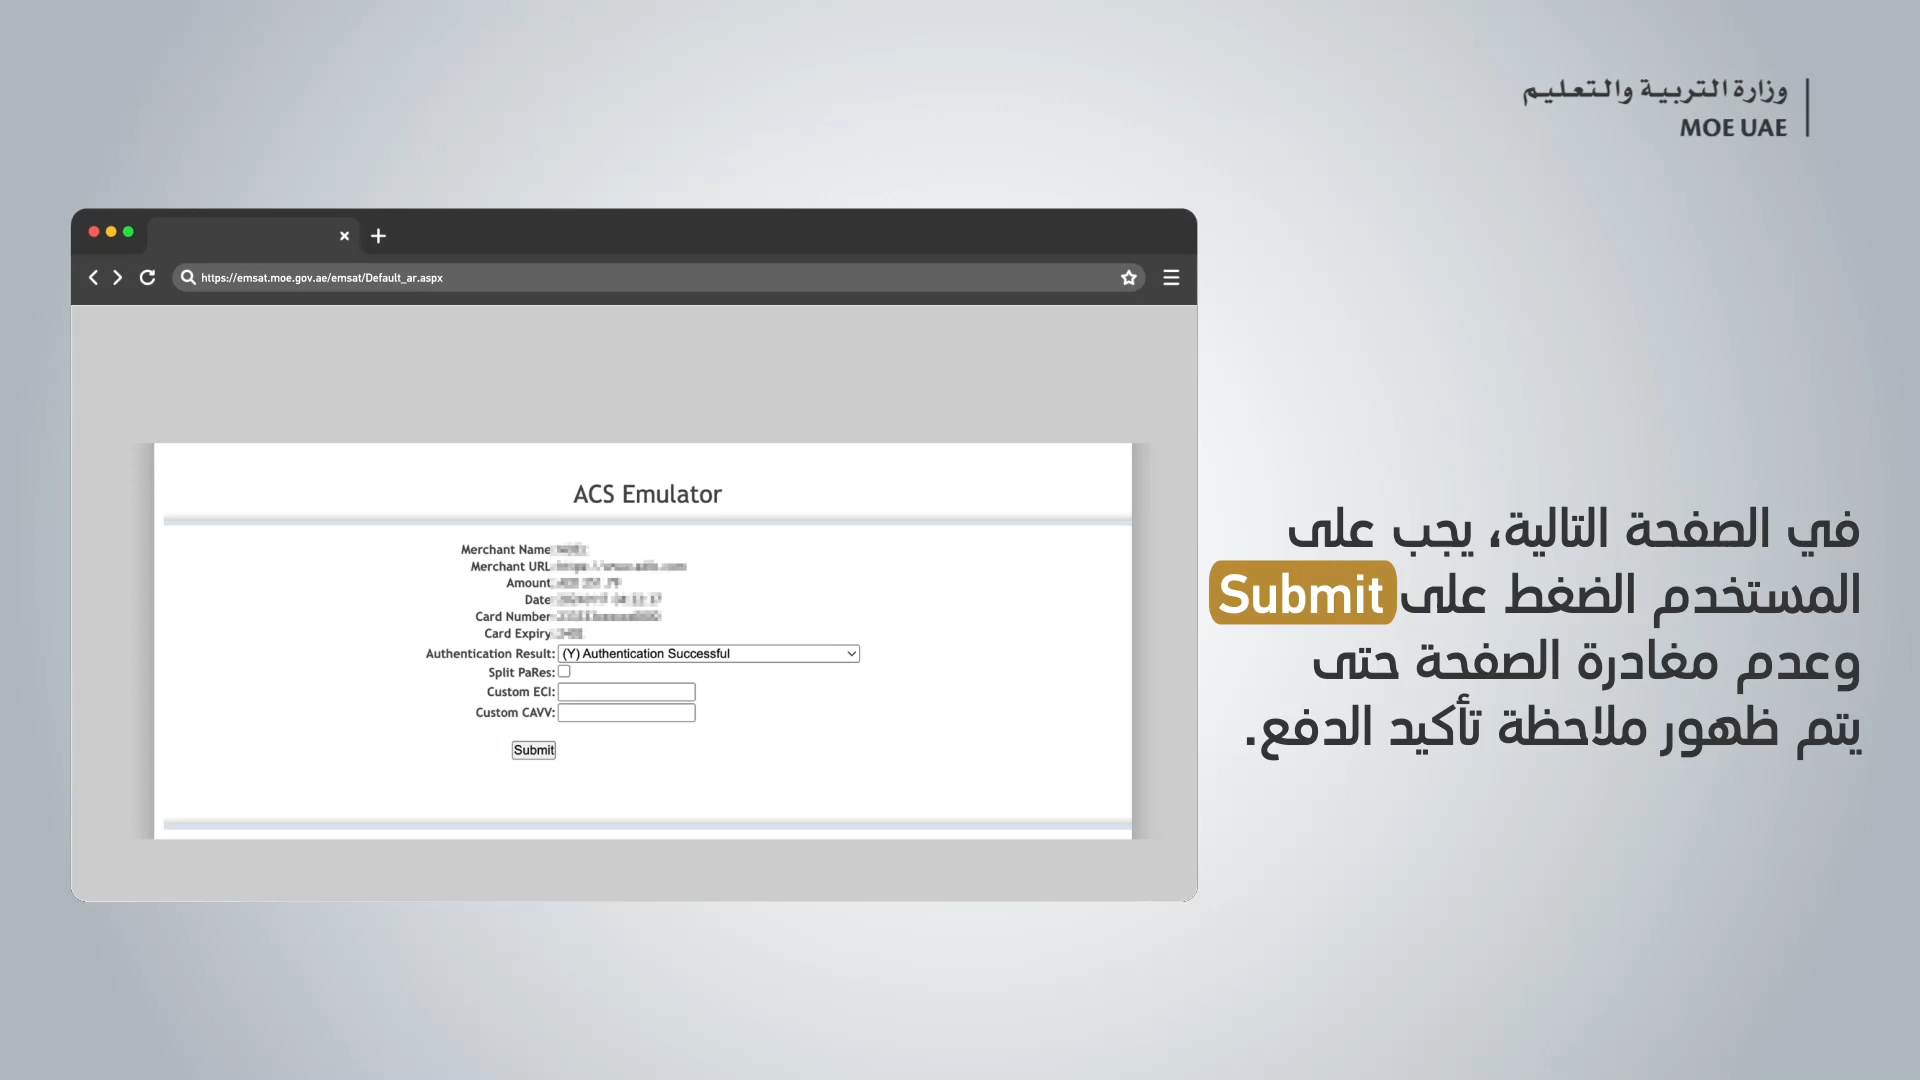 وزارة التربية والتعليم
MOE UAE
https://emsat.moe.gov.ae/emsat/Default_ar.aspx
ACS Emulator
Merchant Name:
Merchant URL:
Amount:
Date:
Card Number:
Card Expiry:
Authentication Result: (Y) Authentication Successful
Split PaRes:
Custom ECI:
Custom CAVV:
Submit
في الصفحة التالية، يجب على
المستخدم الضغط على Submit
وعدم مغادرة الصفحة حتى
يتم ظهور ملاحظة تأكيد الدفع.